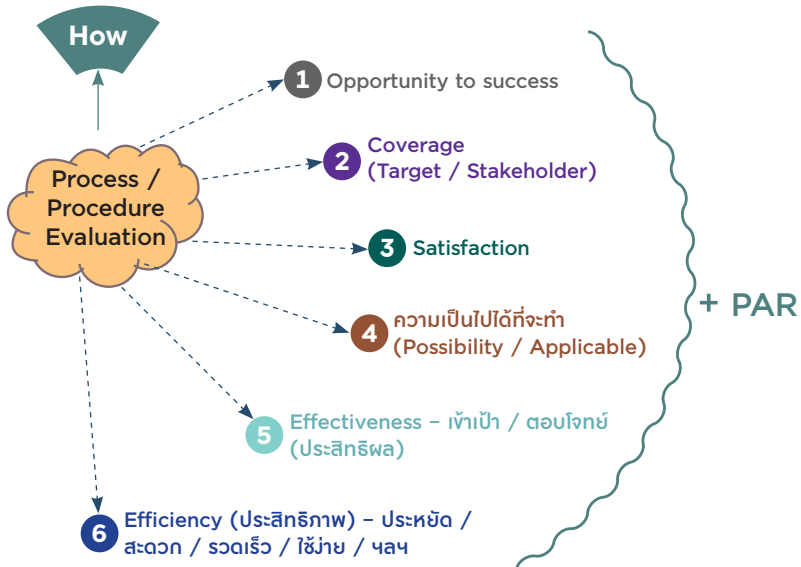 How
Process /
Procedure
Evaluation
1 Opportunity to success
2 Coverage
(Target / Stakeholder)
3 Satisfaction
4 ความเป็นไปได้ที่จะทำ
(Possibility / Applicable)
5 Effectiveness – เข้าเป้า / ตอบโจทย์
(ประสิทธิผล)
6 Efficiency (ประสิทธิภาพ) – ประหยัด /
สะดวก / รวดเร็ว / ใช้ง่าย / ฯลฯ
+ PAR